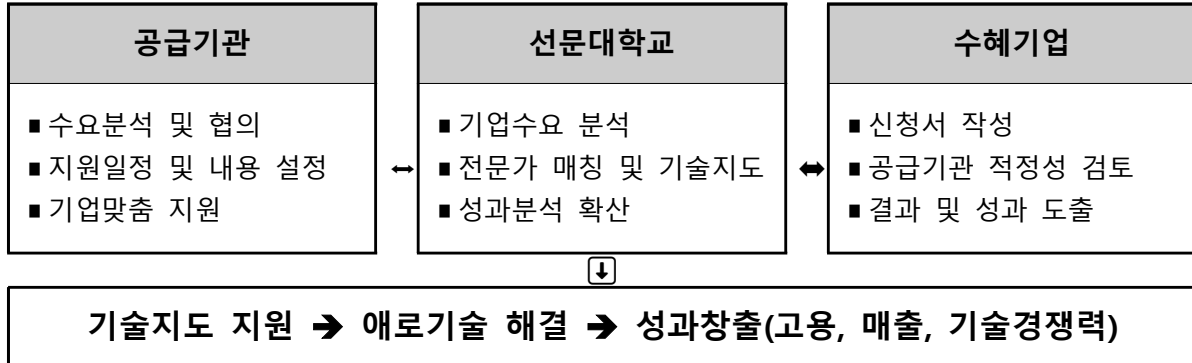 공급기관
■ 수요분석 및 협의
■ 지원일정 및 내용 설정
■ 기업맞춤 지원
↔
선문대학교
■ 기업수요 분석
■ 전문가 매칭 및 기술지도
■ 성과분석 확산
⬌
수혜기업
■ 신청서 작성
■ 공급기관 적정성 검토
■ 결과 및 성과 도출
⬇
기술지도 지원 ➔ 애로기술 해결 ➔ 성과창출(고용, 매출, 기술경쟁력)